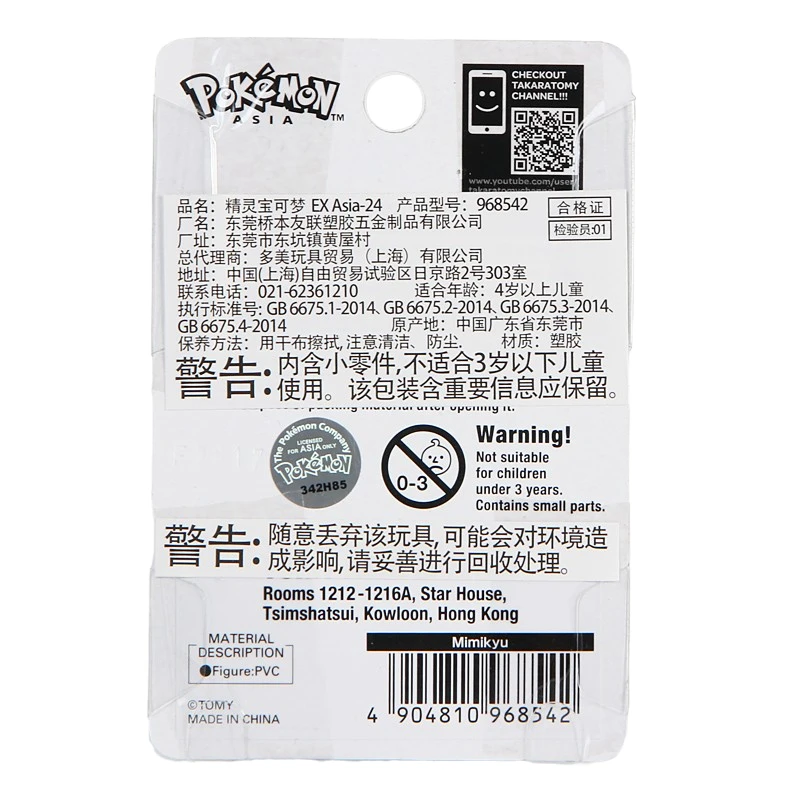 POKéMON
ASIA™
CHECKOUT
TAKARATOMY
CHANNEL!!!
www.youtube.com/user/
takaratomychannel
品名：精灵宝可梦 EX Asia-24 产品型号：968542
合格证
厂名：东莞桥本友联塑胶五金制品有限公司
检验员:01
厂址：东莞市东坑镇黄屋村
总代理商：多美玩具贸易（上海）有限公司
地址：中国(上海)自由贸易试验区日京路2号303室
联系电话：021-62361210 适合年龄：4岁以上儿童
执行标准号: GB 6675.1-2014、GB 6675.2-2014、GB 6675.3-2014、
GB 6675.4-2014 原产地：中国广东省东莞市
保养方法：用干布擦拭, 注意清洁、防尘. 材质：塑胶
警告: 内含小零件,不适合3岁以下儿童
使用。该包装含重要信息应保留。
packing material after opening it.
The Pokémon Company
LICENSED
FOR ASIA ONLY
POKéMON
342H85
0-3
Warning!
Not suitable
for children
under 3 years.
Contains small parts.
警告: 随意丢弃该玩具,可能会对环境造
成影响,请妥善进行回收处理。
Rooms 1212-1216A, Star House,
Tsimshatsui, Kowloon, Hong Kong
MATERIAL
DESCRIPTION
●Figure:PVC
Mimikyu
©TOMY
MADE IN CHINA
4 904810 968542